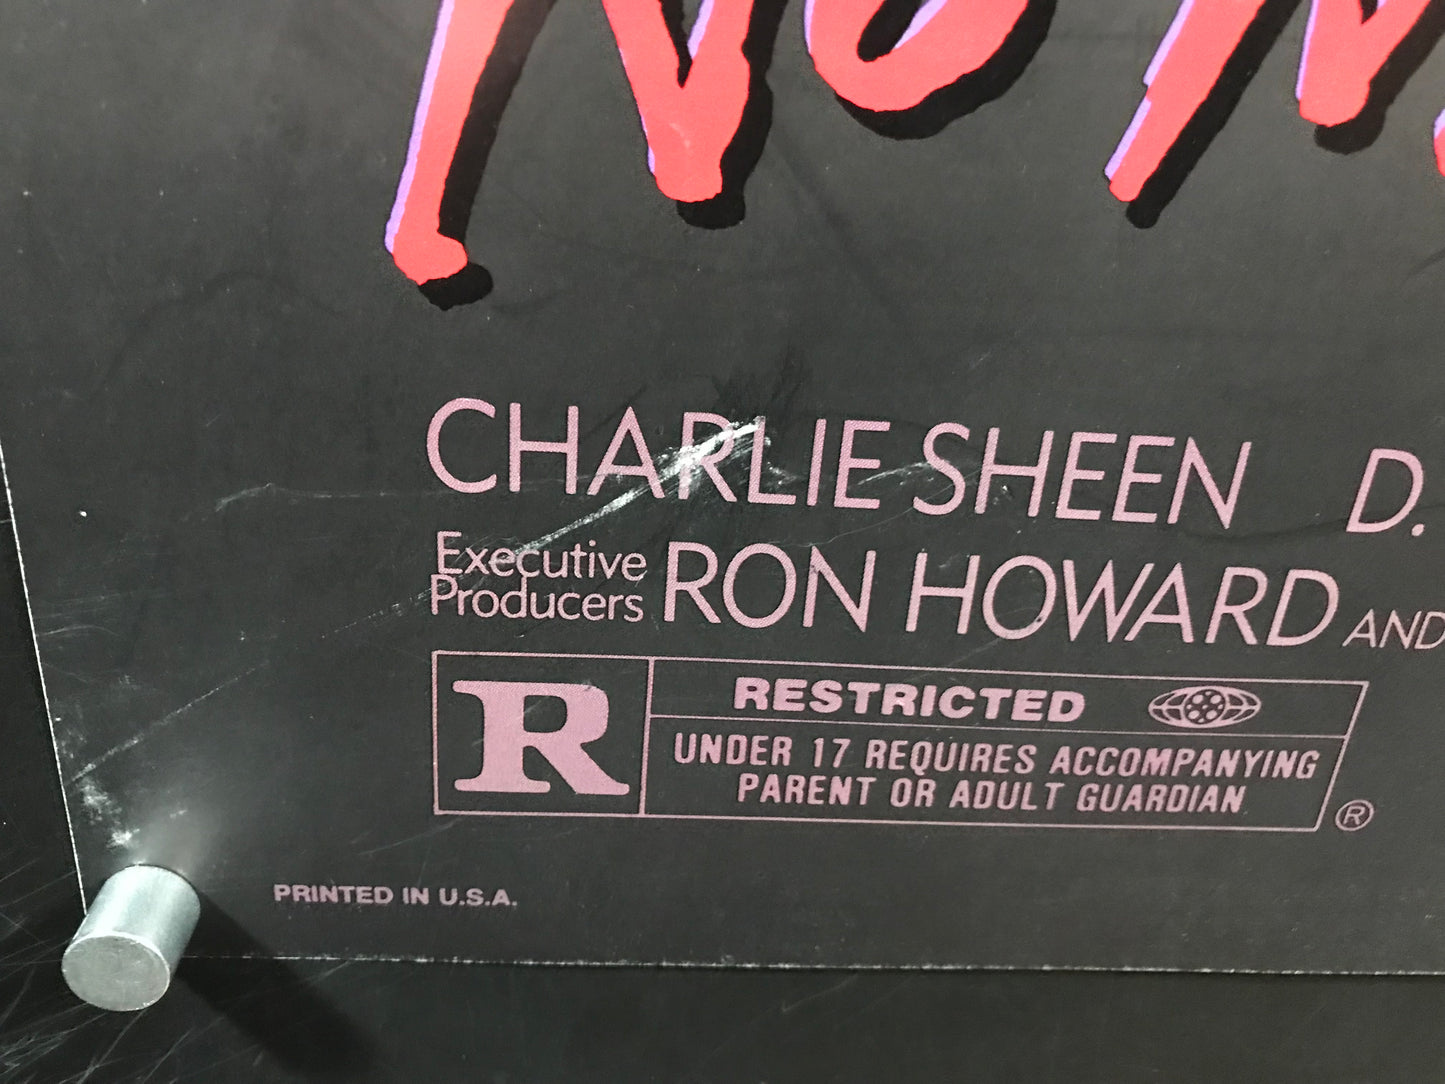 CHARLIE SHEEN D.
Executive
Producers RON HOWARD AND
R RESTRICTED
UNDER 17 REQUIRES ACCOMPANYING
PARENT OR ADULT GUARDIAN
®
PRINTED IN U.S.A.